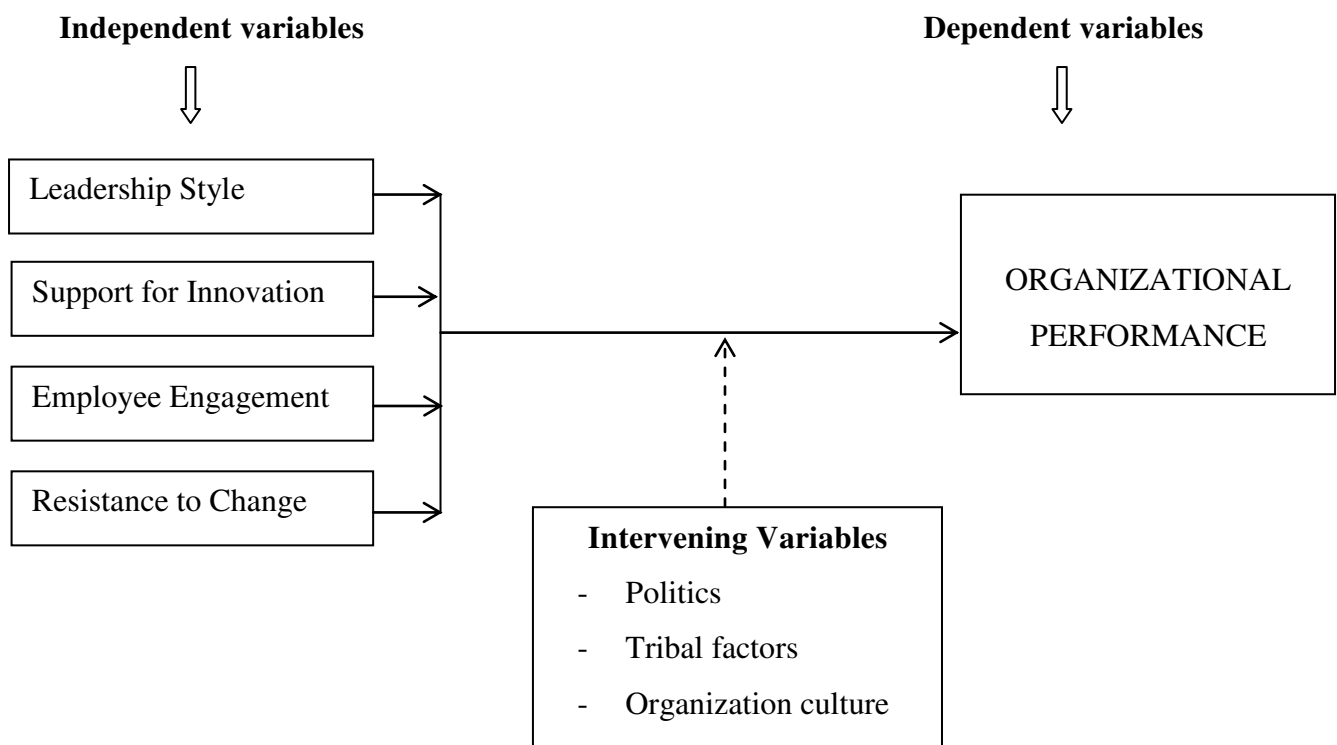 Independent variables
Dependent variables
Leadership Style
Support for Innovation
Employee Engagement
Resistance to Change
ORGANIZATIONAL
PERFORMANCE
Intervening Variables
- Politics
- Tribal factors
- Organization culture